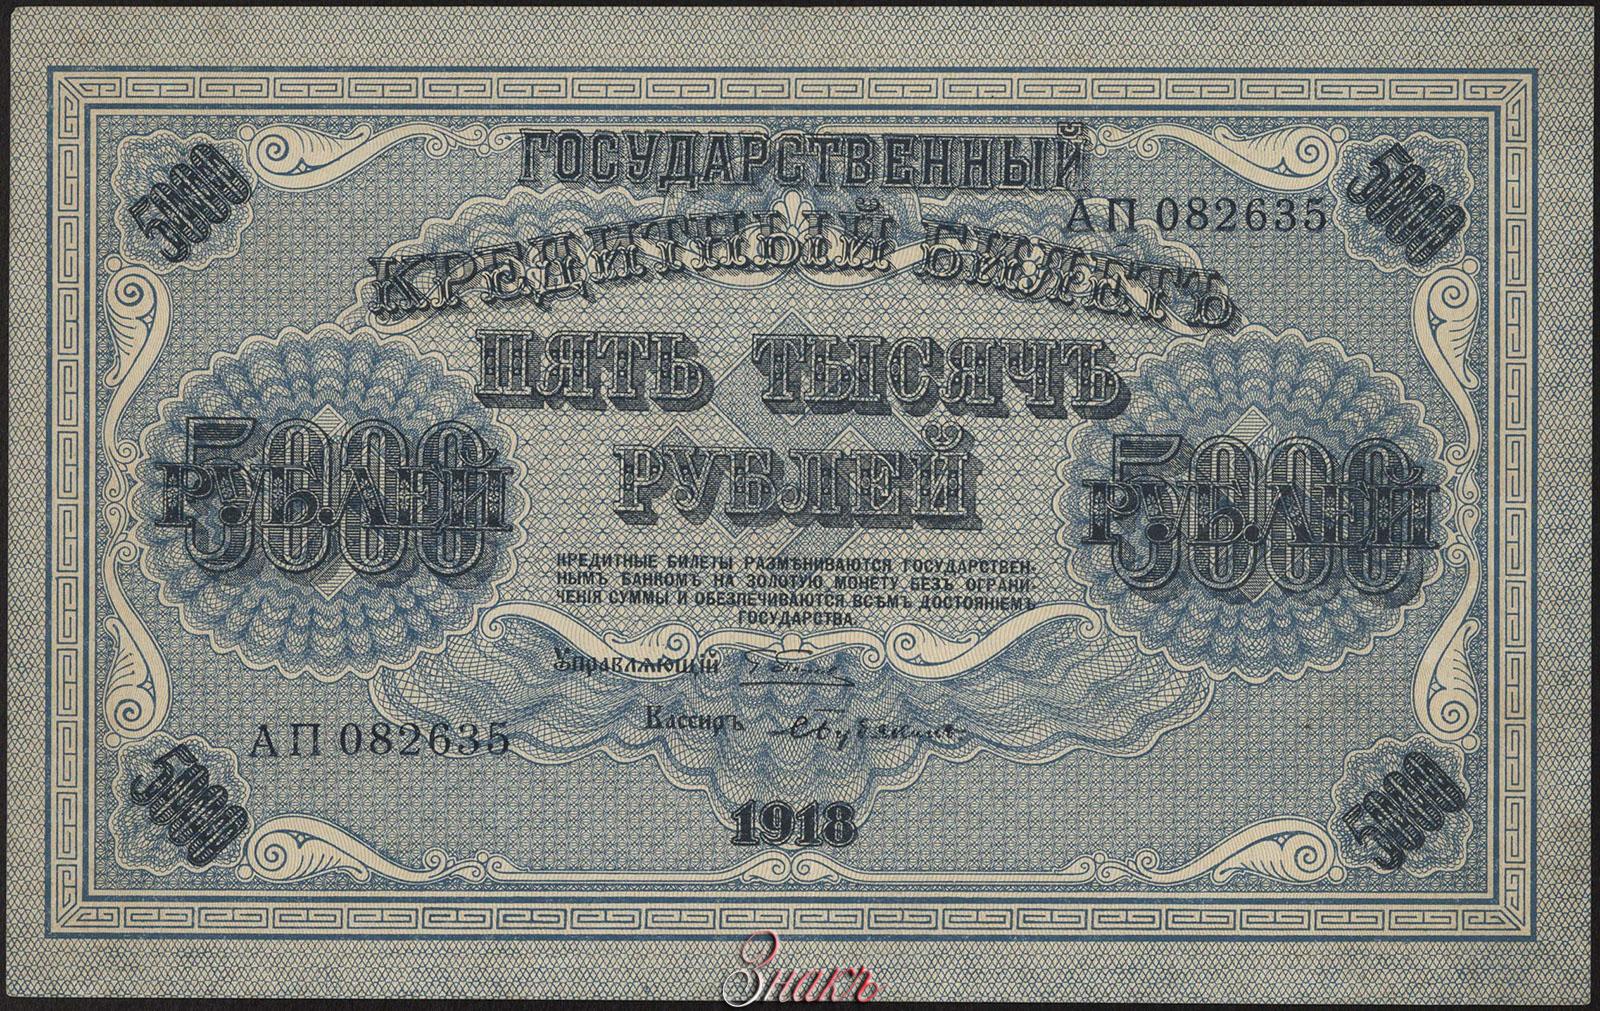 5000
5000
ГОСУДАРСТВЕННЫЙ
АП 082635
КРЕДИТНЫЙ БИЛЕТЪ
ПЯТЬ ТЫСЯЧЪ
РУБЛЕЙ
5000
РУБЛЕЙ
5000
РУБЛЕЙ
КРЕДИТНЫЕ БИЛЕТЫ РАЗМѢНИВАЮТСЯ ГОСУДАРСТВЕН-
НЫМЪ БАНКОМЪ НА ЗОЛОТУЮ МОНЕТУ БЕЗЪ ОГРАНИ-
ЧЕНІЯ СУММЫ И ОБЕЗПЕЧИВАЮТСЯ ВСѢМЪ ДОСТОЯНІЕМЪ
ГОСУДАРСТВА.
Управляющій
Кассиръ
АП 082635
5000
1918
5000
Знакъ